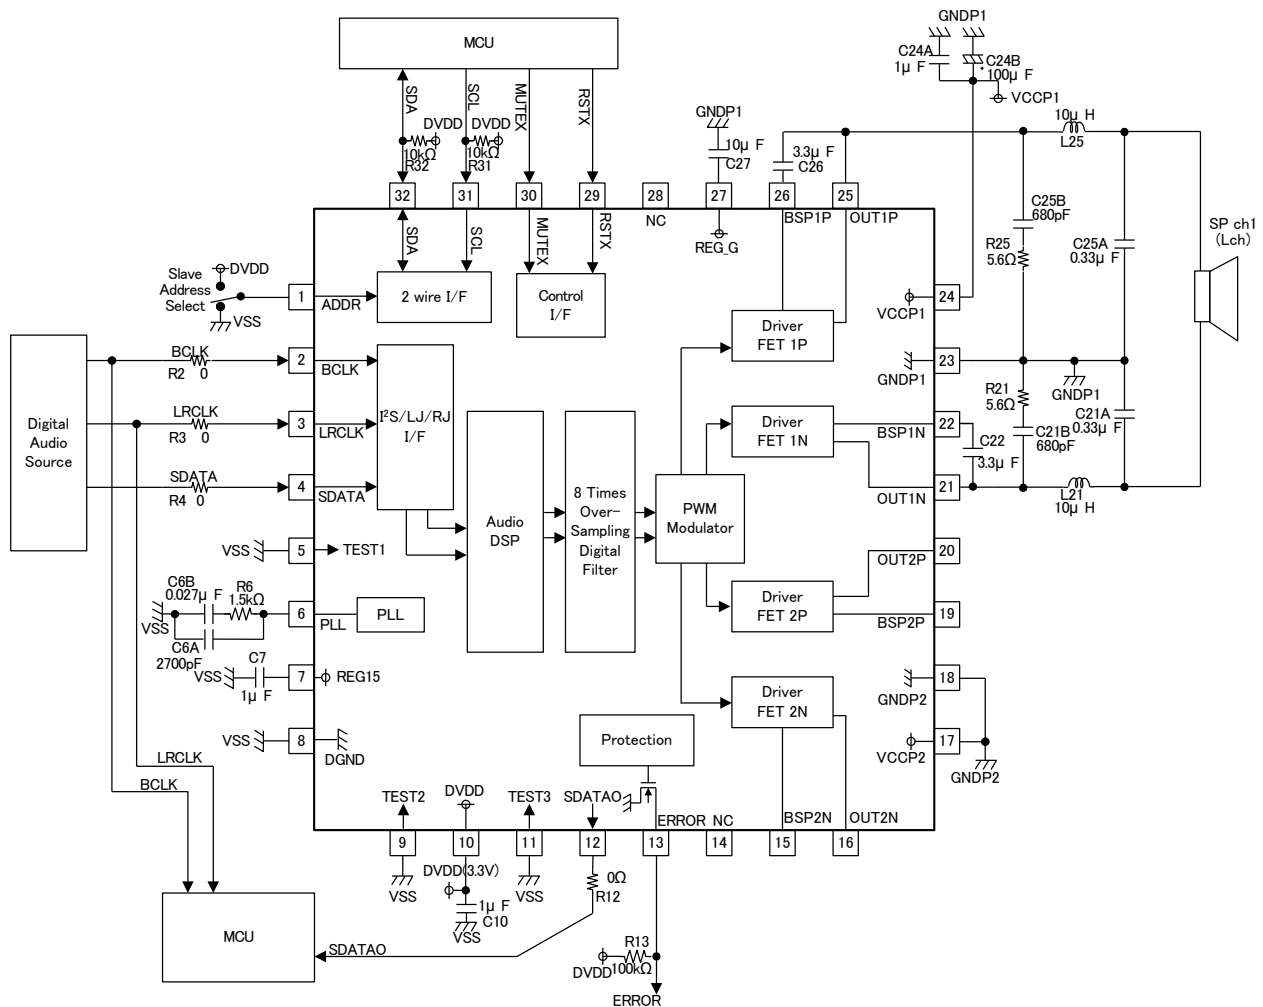 MCU
GNDP1
C24A
1μ F
C24B
100μ F
VCCP1
SDA
SCL
MUTEX
RSTX
DVDD
10kΩ
R32
DVDD
10kΩ
R31
GNDP1
10μ F
C27
3.3μ F
C26
10μ H
L25
32
31
30
29
28
27
26
25
SDA
SCL
MUTEX
RSTX
NC
REG_G
BSP1P
OUT1P
C25B
680pF
R25
5.6Ω
C25A
0.33μ F
SP ch1
(Lch)
Slave
Address
Select
DVDD
VSS
1
ADDR
2 wire I/F
Control
I/F
24
VCCP1
Driver
FET 1P
Digital
Audio
Source
BCLK
R2 0
2
BCLK
23
GNDP1
GNDP1
LRCLK
R3 0
3
LRCLK
I²S/LJ/RJ
I/F
Driver
FET 1N
22
BSP1N
C22
3.3μ F
R21
5.6Ω
C21B
680pF
C21A
0.33μ F
SDATA
R4 0
4
SDATA
21
OUT1N
L21
10μ H
Audio
DSP
8 Times
Over-
Sampling
Digital
Filter
PWM
Modulator
VSS
5
TEST1
20
OUT2P
C6B
0.027μ F
R6
1.5kΩ
VSS
C6A
2700pF
6
PLL
PLL
Driver
FET 2P
19
BSP2P
VSS
C7
1μ F
7
REG15
18
GNDP2
Driver
FET 2N
VSS
8
DGND
Protection
17
VCCP2
GNDP2
LRCLK
BCLK
TEST2
DVDD
TEST3
SDATAO
ERROR
NC
BSP2N
OUT2N
9
10
11
12
13
14
15
16
VSS
DVDD(3.3V)
1μ F
C10
VSS
VSS
0Ω
R12
MCU
SDATAO
R13
100kΩ
DVDD
ERROR